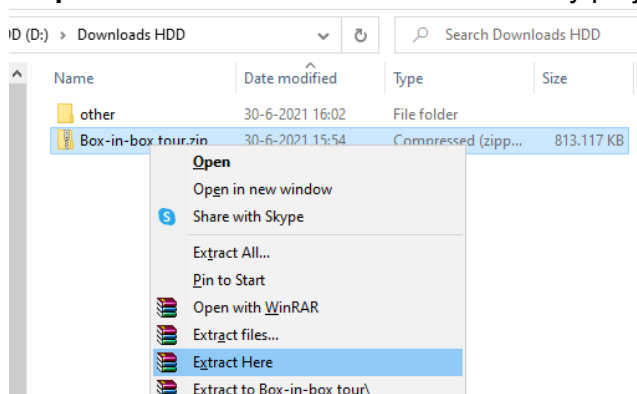 D (D:) > Downloads HDD
Search Downloads HDD
Name Date modified Type Size
other 30-6-2021 16:02 File folder
Box-in-box tour.zip 30-6-2021 15:54 Compressed (zipp... 813.117 KB
Open
Open in new window
Share with Skype
Extract All...
Pin to Start
Open with WinRAR
Extract files...
Extract Here
Extract to Box-in-box tour\